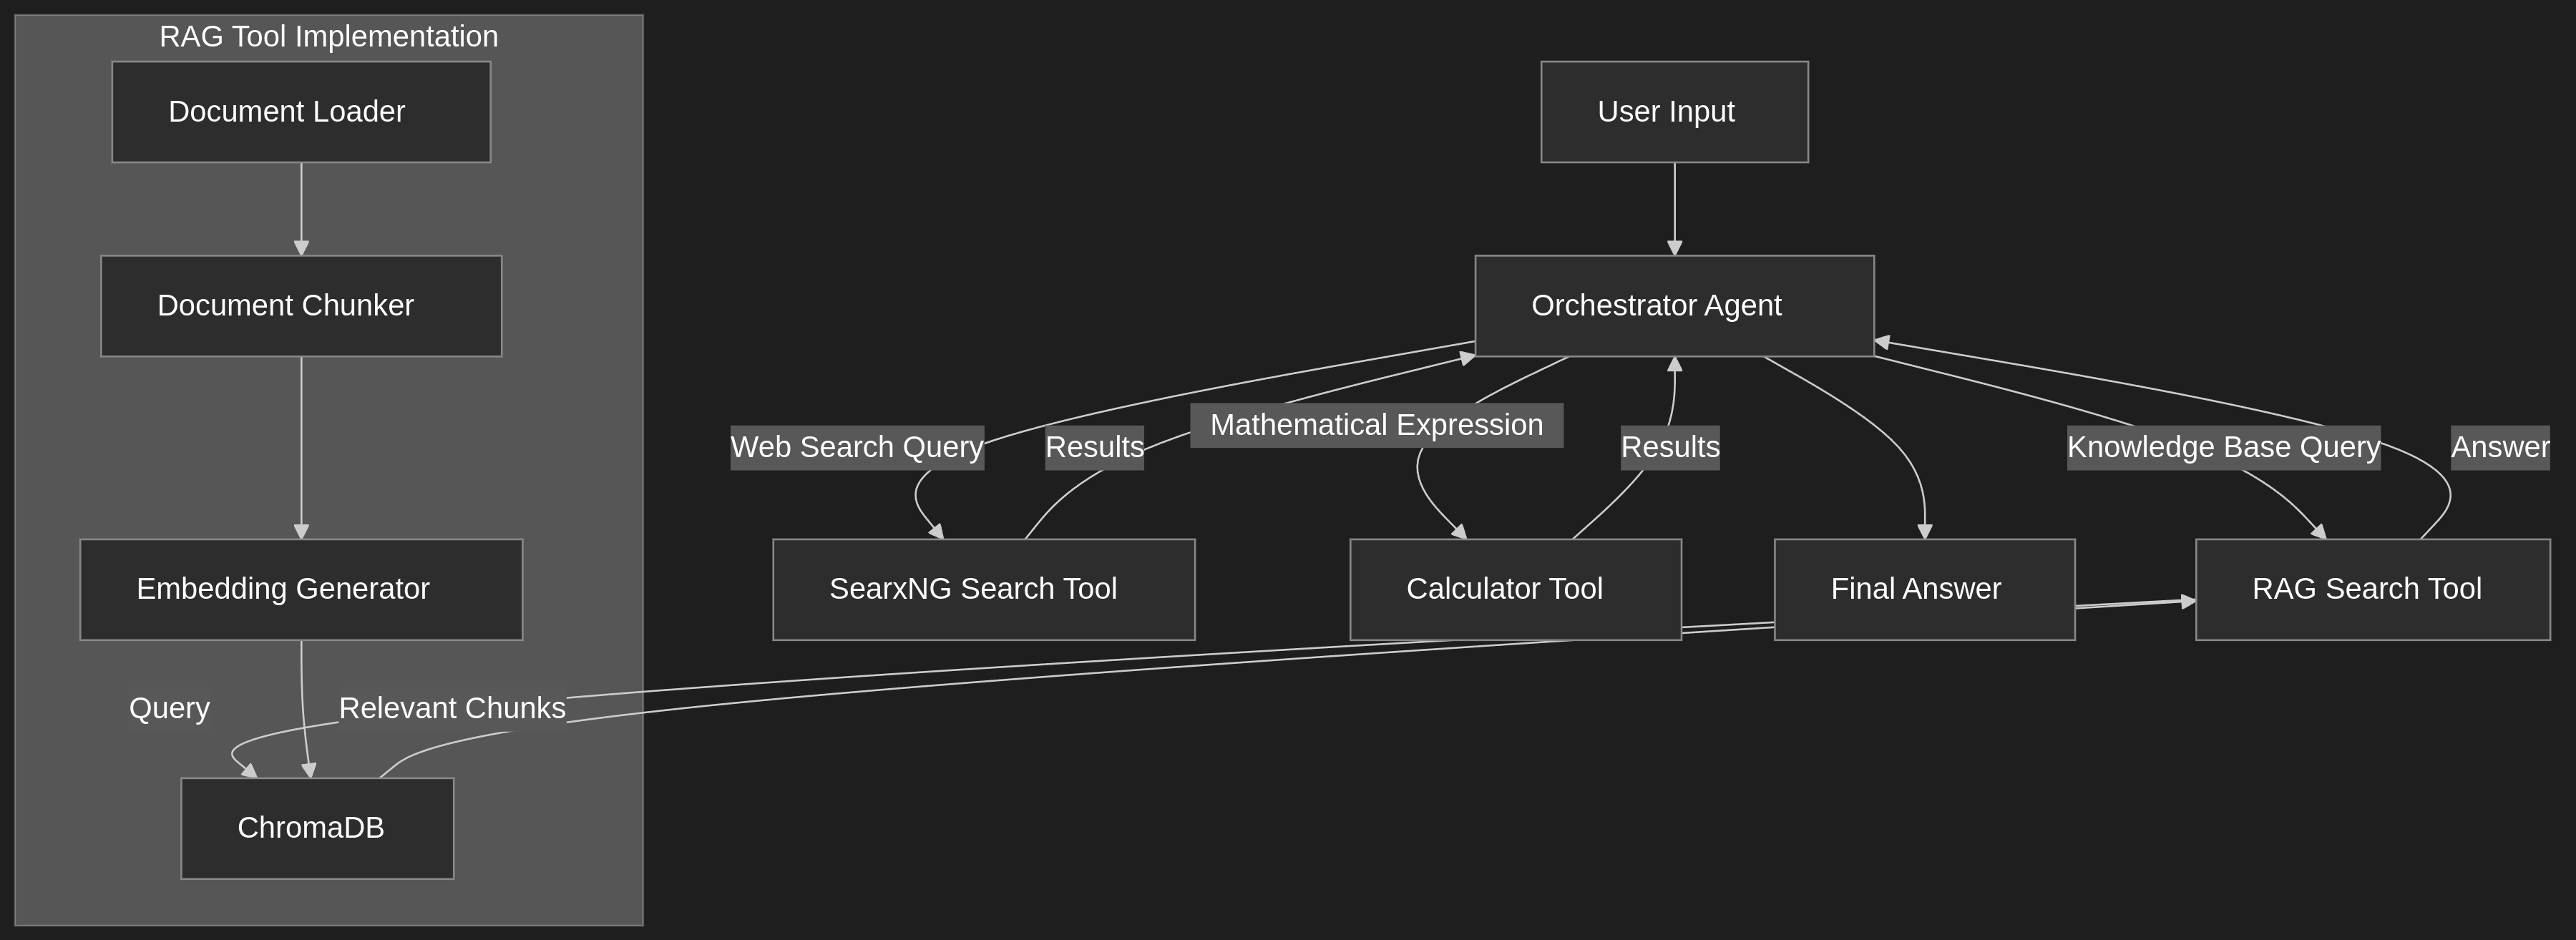 RAG Tool Implementation
Document Loader
User Input
Document Chunker
Orchestrator Agent
Web Search Query
Results
Mathematical Expression
Results
Knowledge Base Query
Answer
Embedding Generator
SearxNG Search Tool
Calculator Tool
Final Answer
RAG Search Tool
Query
Relevant Chunks
ChromaDB